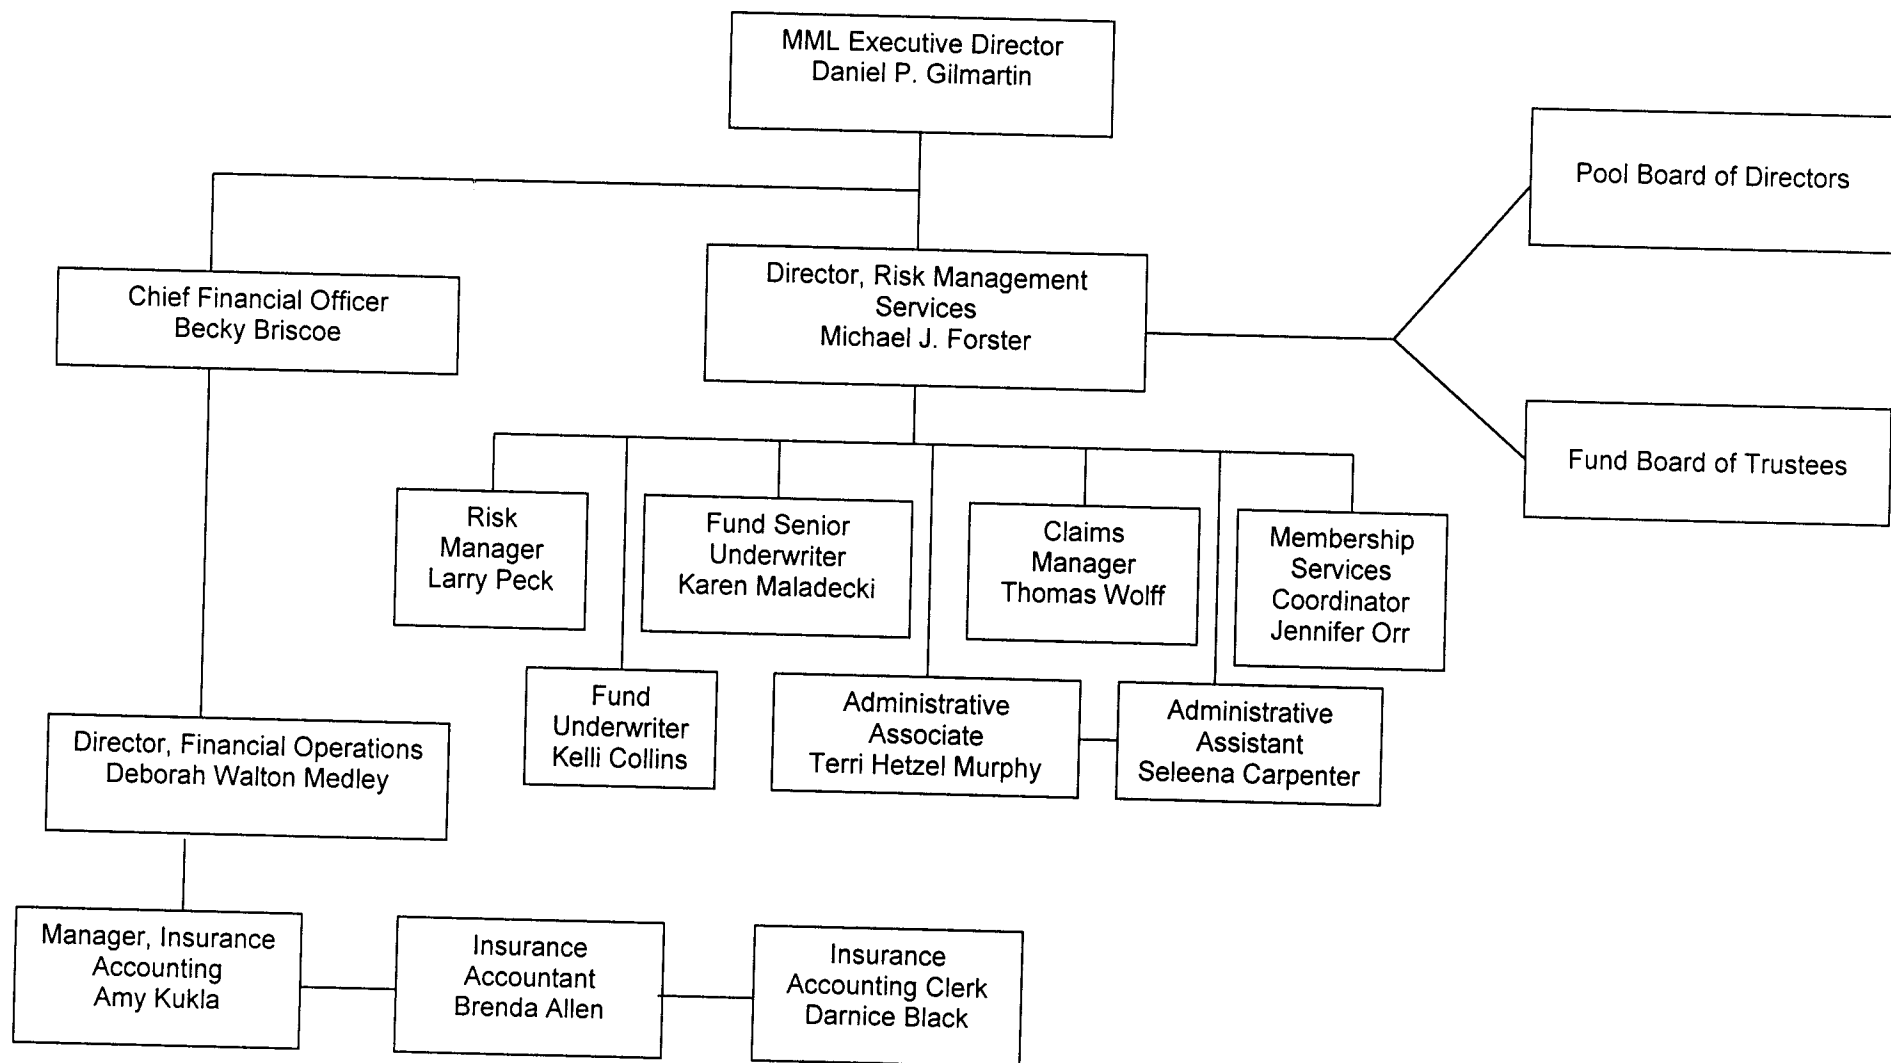 MML Executive Director
Daniel P. Gilmartin
Pool Board of Directors
Chief Financial Officer
Becky Briscoe
Director, Risk Management
Services
Michael J. Forster
Fund Board of Trustees
Risk
Manager
Larry Peck
Fund Senior
Underwriter
Karen Maladecki
Claims
Manager
Thomas Wolff
Membership
Services
Coordinator
Jennifer Orr
Fund
Underwriter
Kelli Collins
Administrative
Associate
Terri Hetzel Murphy
Administrative
Assistant
Seleena Carpenter
Director, Financial Operations
Deborah Walton Medley
Manager, Insurance
Accounting
Amy Kukla
Insurance
Accountant
Brenda Allen
Insurance
Accounting Clerk
Darnice Black